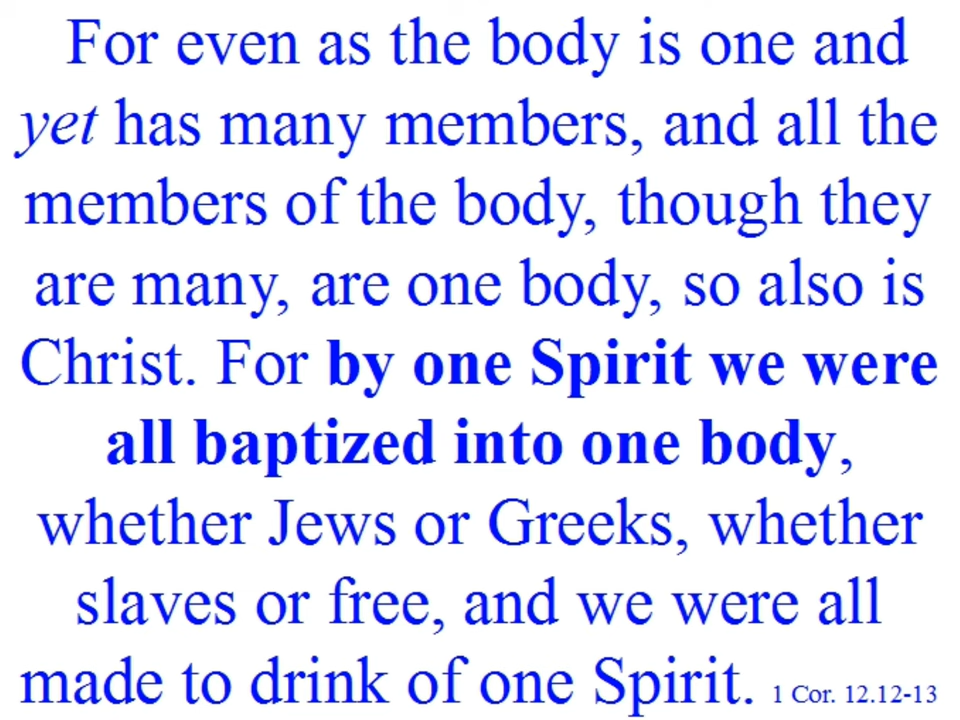 For even as the body is one and
yet has many members, and all the
members of the body, though they
are many, are one body, so also is
Christ. For by one Spirit we were
all baptized into one body,
whether Jews or Greeks, whether
slaves or free, and we were all
made to drink of one Spirit. 1 Cor. 12.12-13